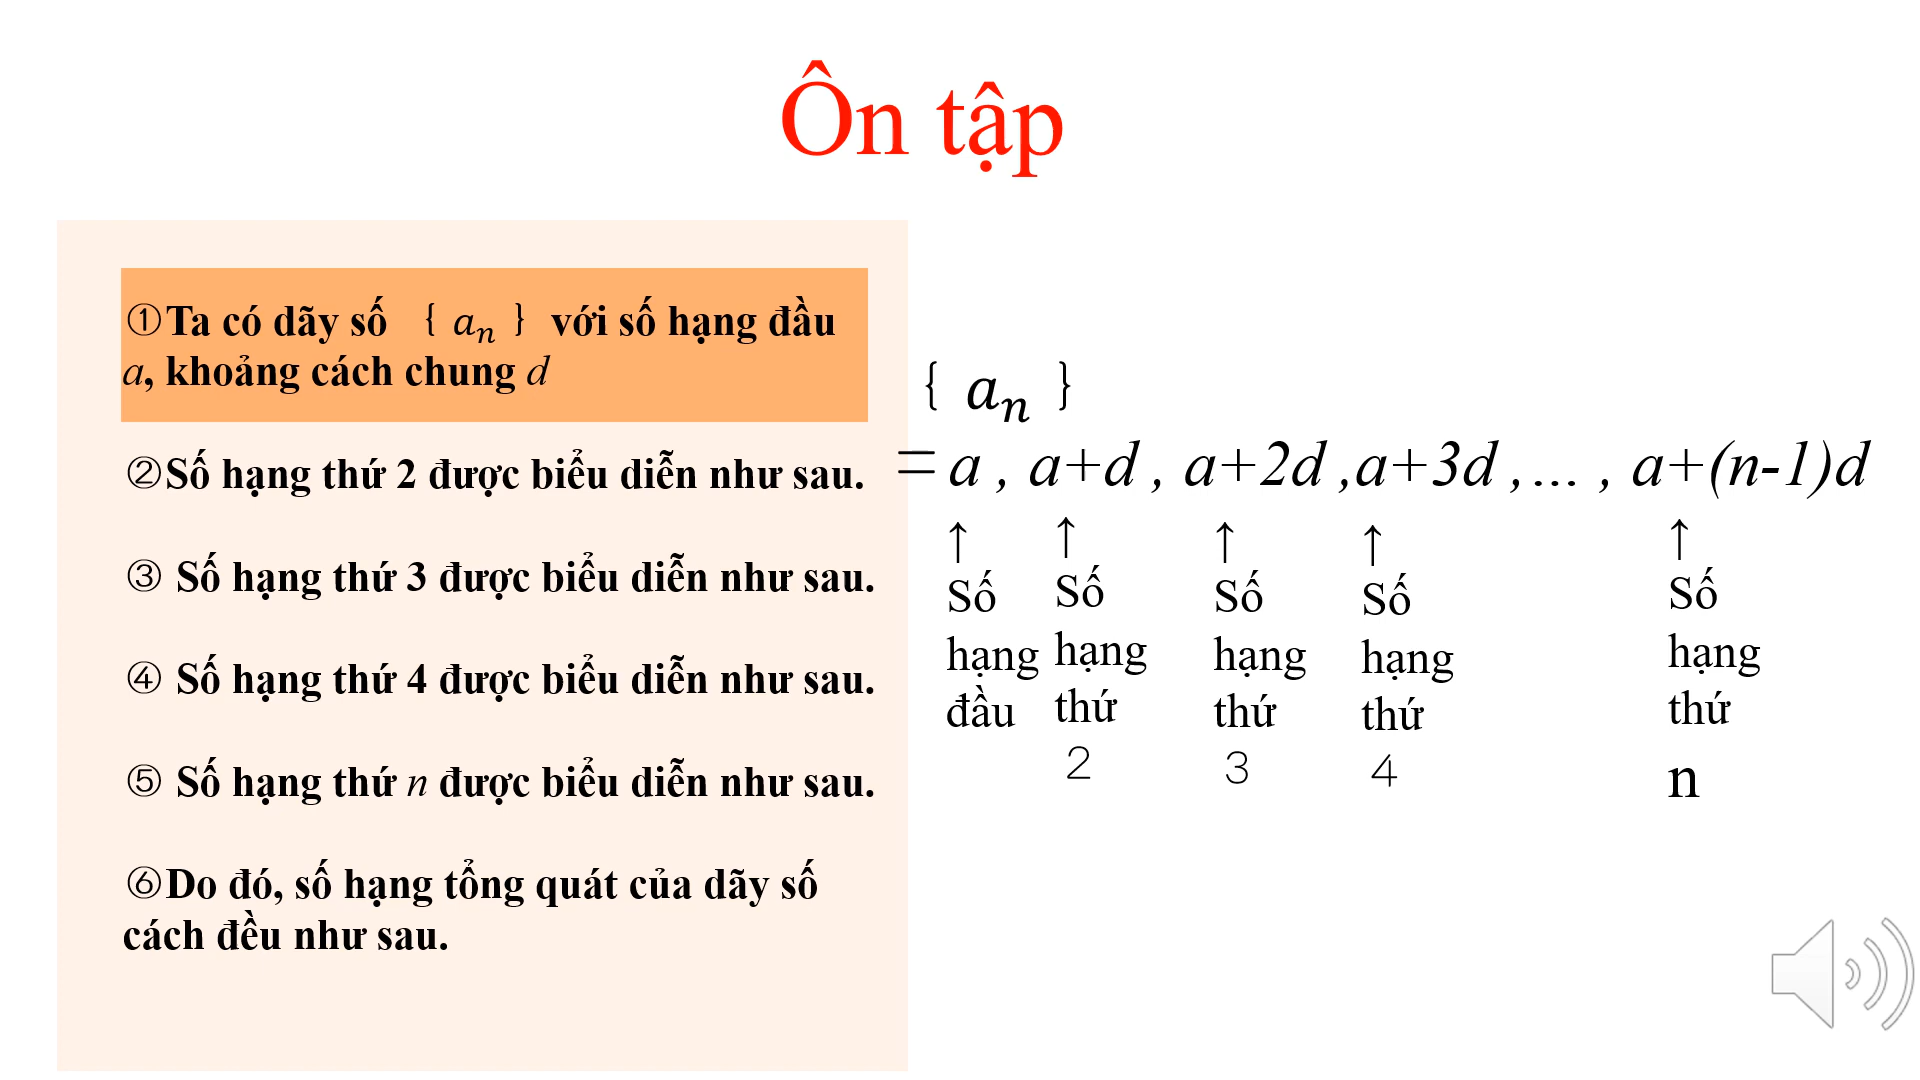 Ôn tập
①Ta có dãy số ｛ aₙ ｝ với số hạng đầu
a, khoảng cách chung d
②Số hạng thứ 2 được biểu diễn như sau.
③ Số hạng thứ 3 được biểu diễn như sau.
④ Số hạng thứ 4 được biểu diễn như sau.
⑤ Số hạng thứ n được biểu diễn như sau.
⑥Do đó, số hạng tổng quát của dãy số
cách đều như sau.
｛ aₙ ｝
=a , a+d , a+2d ,a+3d ,… , a+(n-1)d
↑
Số
hạng
đầu
↑
Số
hạng
thứ
2
↑
Số
hạng
thứ
3
↑
Số
hạng
thứ
4
↑
Số
hạng
thứ
n